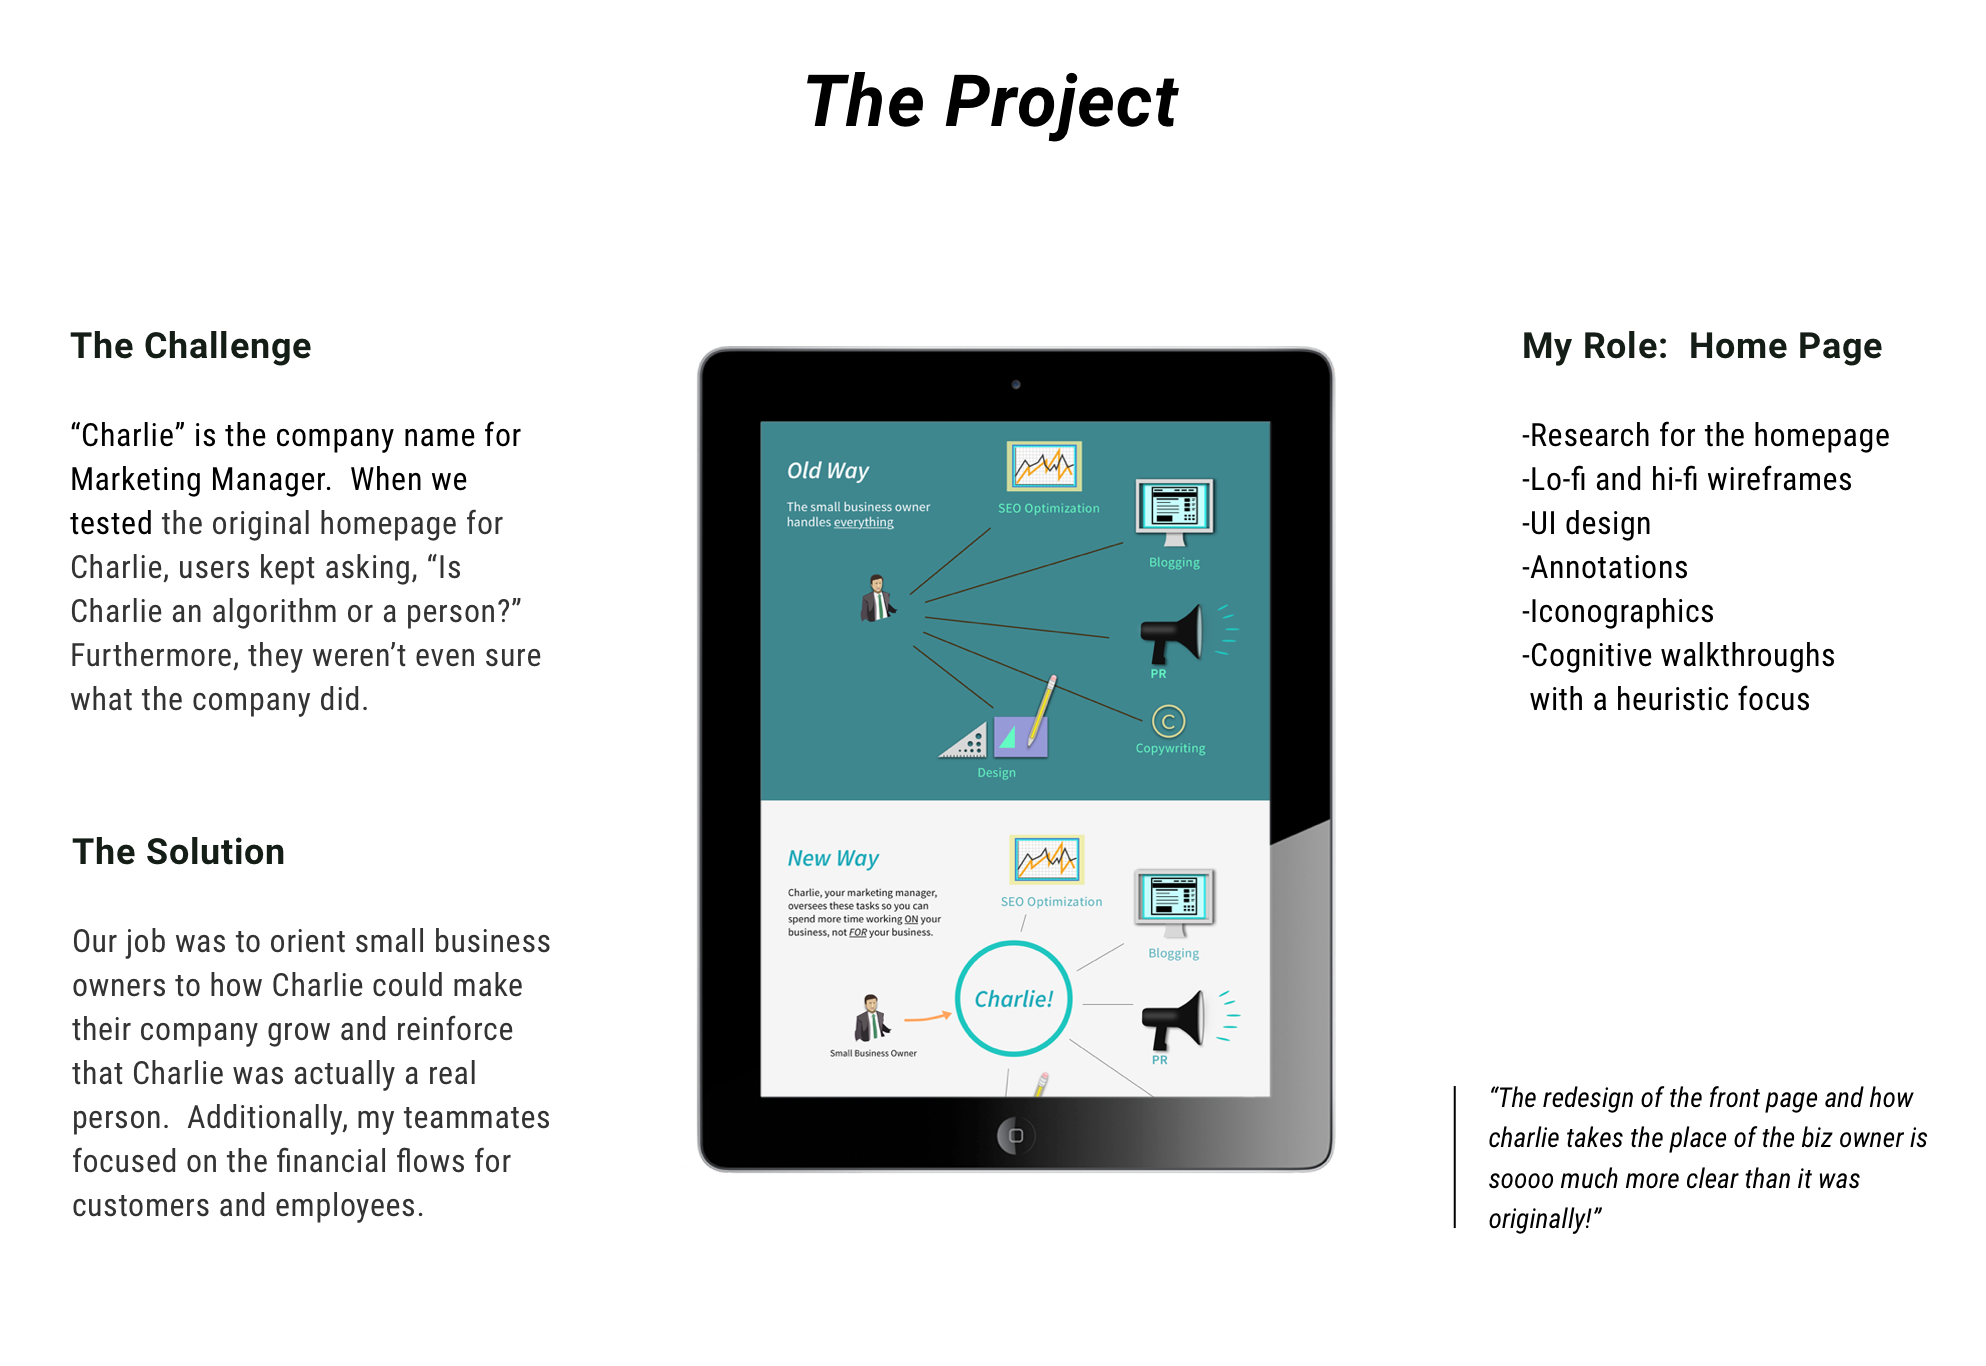 The Project
The Challenge
“Charlie” is the company name for
Marketing Manager.  When we
tested the original homepage for
Charlie, users kept asking, “Is
Charlie an algorithm or a person?”
Furthermore, they weren’t even sure
what the company did.
The Solution
Our job was to orient small business
owners to how Charlie could make
their company grow and reinforce
that Charlie was actually a real
person.  Additionally, my teammates
focused on the financial flows for
customers and employees.
Old Way
The small business owner
handles everything
SEO Optimization
Blogging
PR
C
Copywriting
Design
New Way
Charlie, your marketing manager,
oversees these tasks so you can
spend more time working ON your
business, not FOR your business.
SEO Optimization
Blogging
Charlie!
Small Business Owner
PR
My Role:  Home Page
-Research for the homepage
-Lo-fi and hi-fi wireframes
-UI design
-Annotations
-Iconographics
-Cognitive walkthroughs
with a heuristic focus
“The redesign of the front page and how
charlie takes the place of the biz owner is
soooo much more clear than it was
originally!”